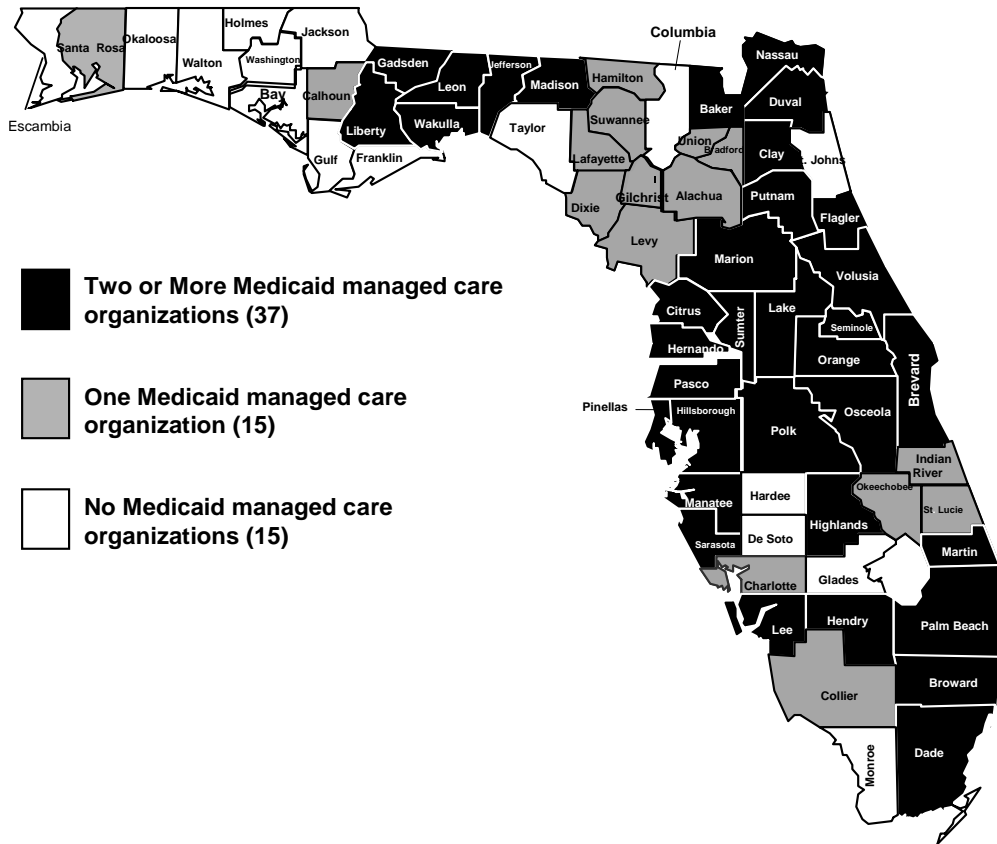 Holmes
Jackson
Okaloosa
Santa Rosa
Walton
Washington
Columbia
Nassau
Gadsden
Jefferson
Hamilton
Leon
Madison
Calhoun
Bay
Baker
Duval
Escambia
Liberty
Wakulla
Taylor
Suwannee
Union
Bradford
Clay
Gulf
Franklin
Lafayette
. Johns
Gilchrist
Alachua
Putnam
Dixie
Flagler
Levy
Marion
Volusia
Two or More Medicaid managed care
organizations (37)
Citrus
Sumter
Lake
Seminole
Hernando
Orange
Brevard
Pasco
One Medicaid managed care
organization (15)
Pinellas
Hillsborough
Polk
Osceola
Indian
River
Okeechobee
No Medicaid managed care
organizations (15)
Manatee
Hardee
Highlands
St. Lucie
Sarasota
De Soto
Martin
Charlotte
Glades
Lee
Hendry
Palm Beach
Collier
Broward
Monroe
Dade